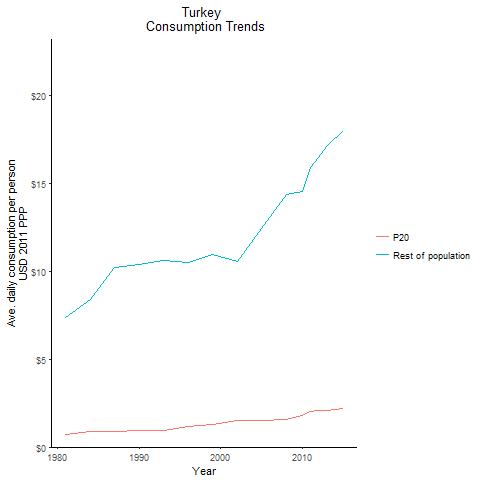 Turkey
Consumption Trends
Ave. daily consumption per person
USD 2011 PPP
$20
$15
$10
$5
$0
1980 1990 2000 2010
Year
P20
Rest of population